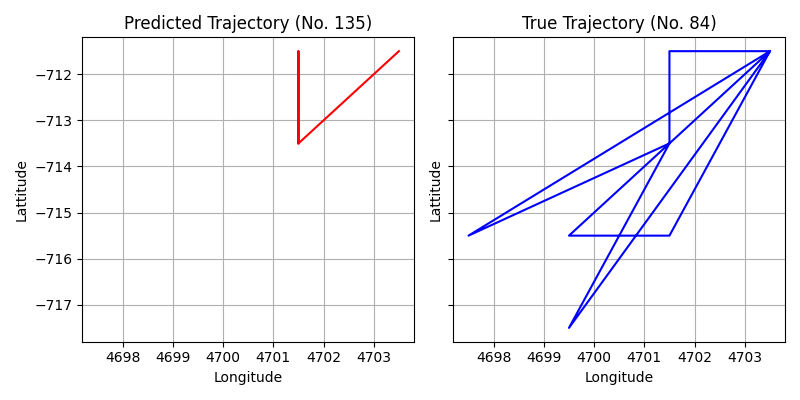 Predicted Trajectory (No. 135)
True Trajectory (No. 84)
Lattitude
−712
−713
−714
−715
−716
−717
4698 4699 4700 4701 4702 4703
Longitude
Lattitude
4698 4699 4700 4701 4702 4703
Longitude